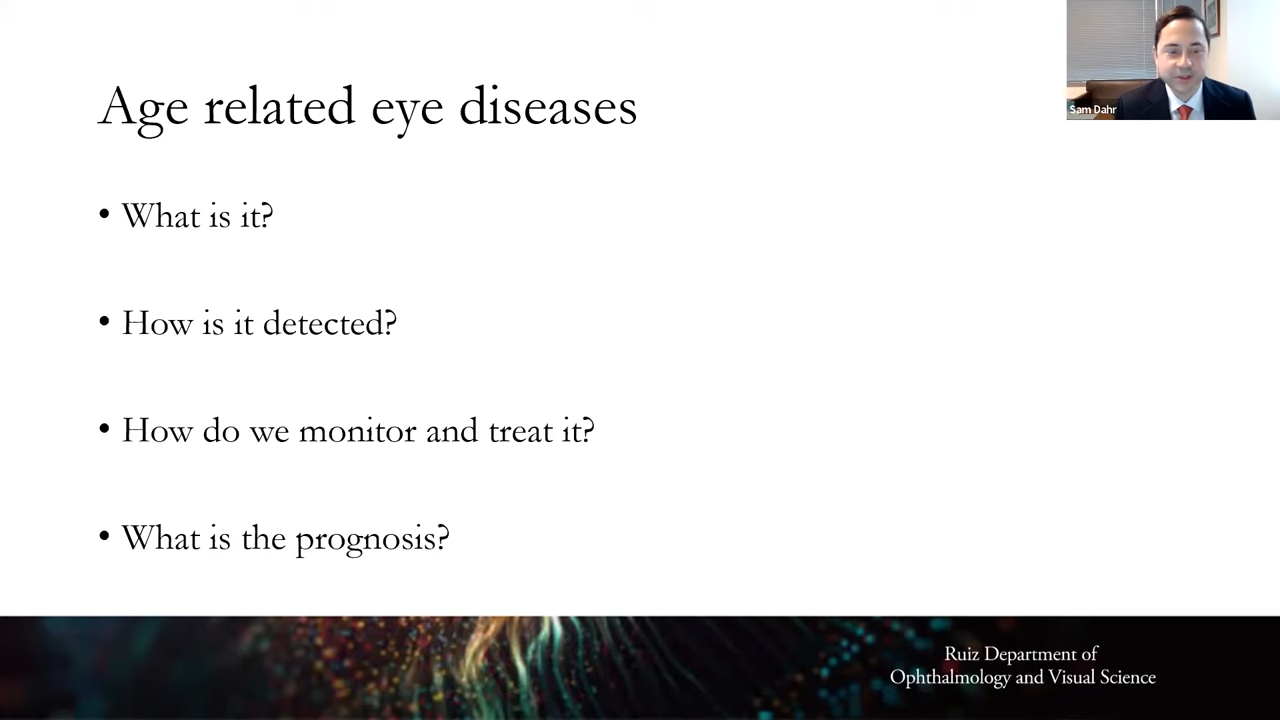 Age related eye diseases
Sam Dahr
• What is it?
• How is it detected?
• How do we monitor and treat it?
• What is the prognosis?
Ruiz Department of
Ophthalmology and Visual Science